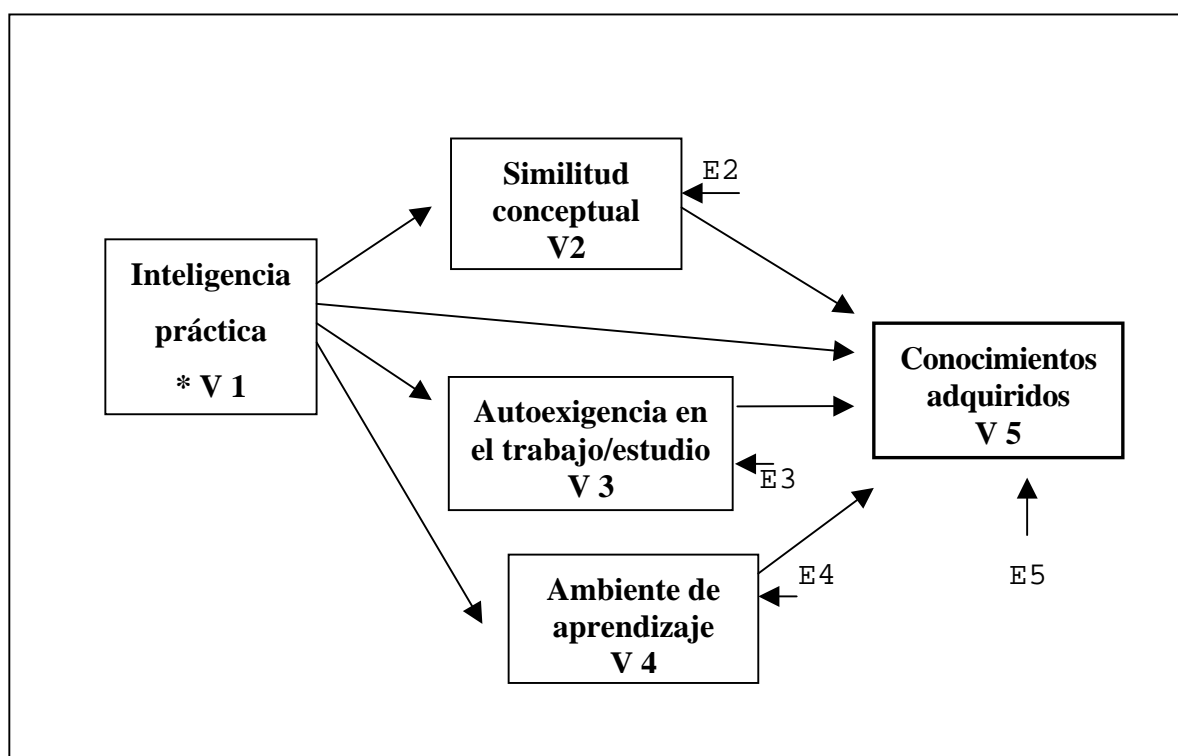 Similitud
conceptual
V2
E2
Inteligencia
práctica
* V 1
Conocimientos
adquiridos
V 5
Autoexigencia en
el trabajo/estudio
V 3
E3
Ambiente de
aprendizaje
V 4
E4
E5